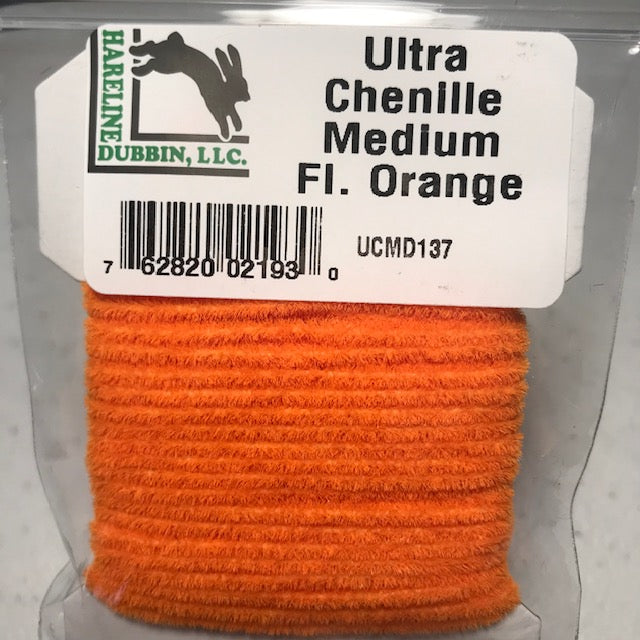 HARELINE
DUBBIN, LLC.
Ultra
Chenille
Medium
Fl. Orange
UCMD137
7 62820 02193 0